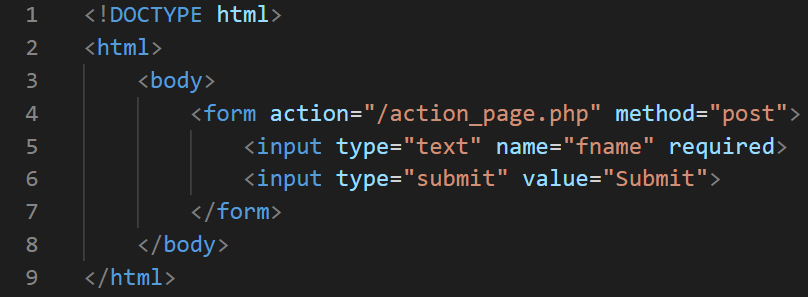 1 <!DOCTYPE html>
2 <html>
3     <body>
4         <form action="/action_page.php" method="post">
5             <input type="text" name="fname" required>
6             <input type="submit" value="Submit">
7         </form>
8     </body>
9 </html>